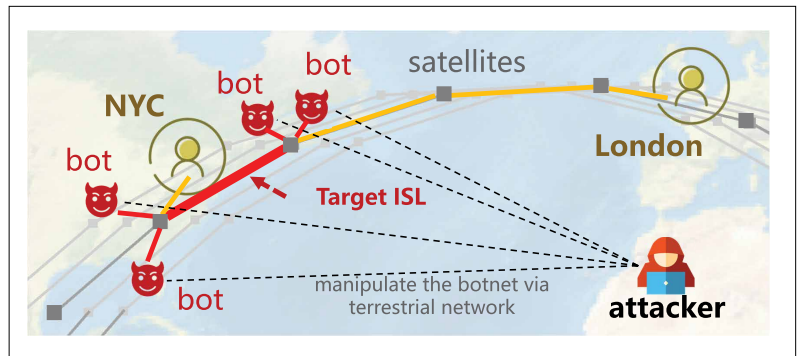 bot
bot
satellites
NYC
London
bot
Target ISL
manipulate the botnet via
terrestrial network
bot
attacker